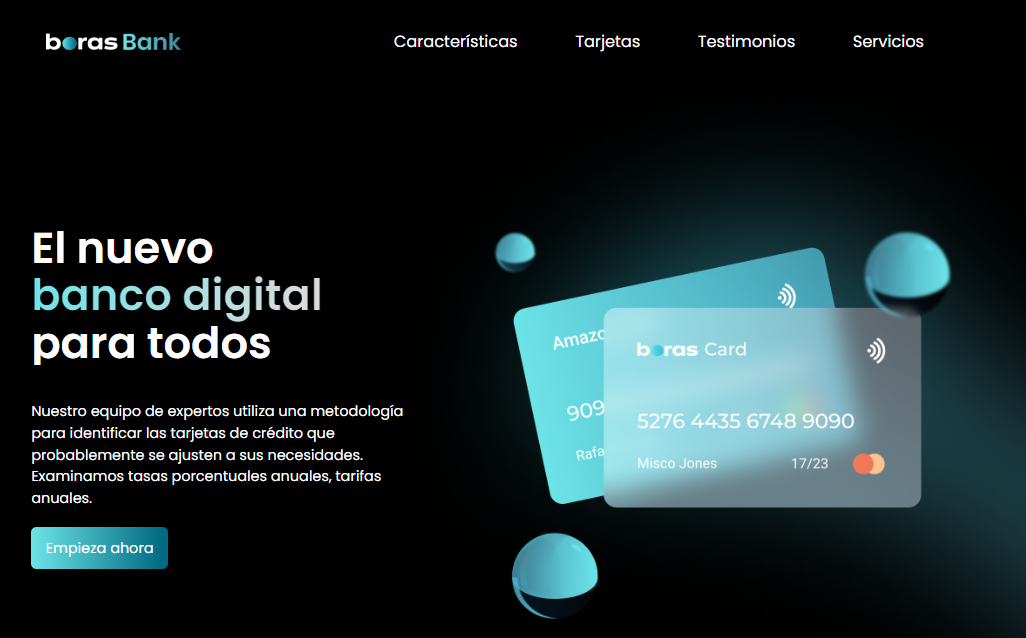 boras Bank
Características
Tarjetas
Testimonios
Servicios
El nuevo
banco digital
para todos
Nuestro equipo de expertos utiliza una metodología
para identificar las tarjetas de crédito que
probablemente se ajusten a sus necesidades.
Examinamos tasas porcentuales anuales, tarifas
anuales.
Empieza ahora
Amazo
909
Rafa
boras Card
5276 4435 6748 9090
Misco Jones
17/23